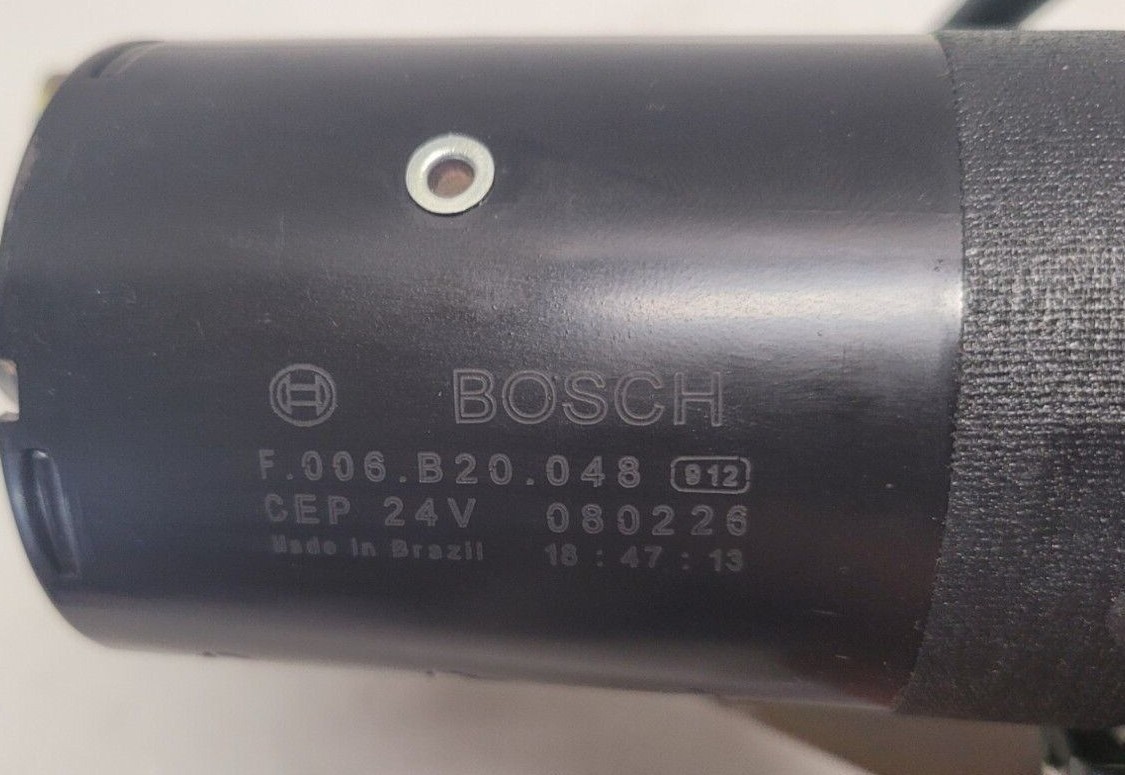 BOSCH
F.006.B20.048 912
CEP 24V 080226
Made in Brazil 18:47:13